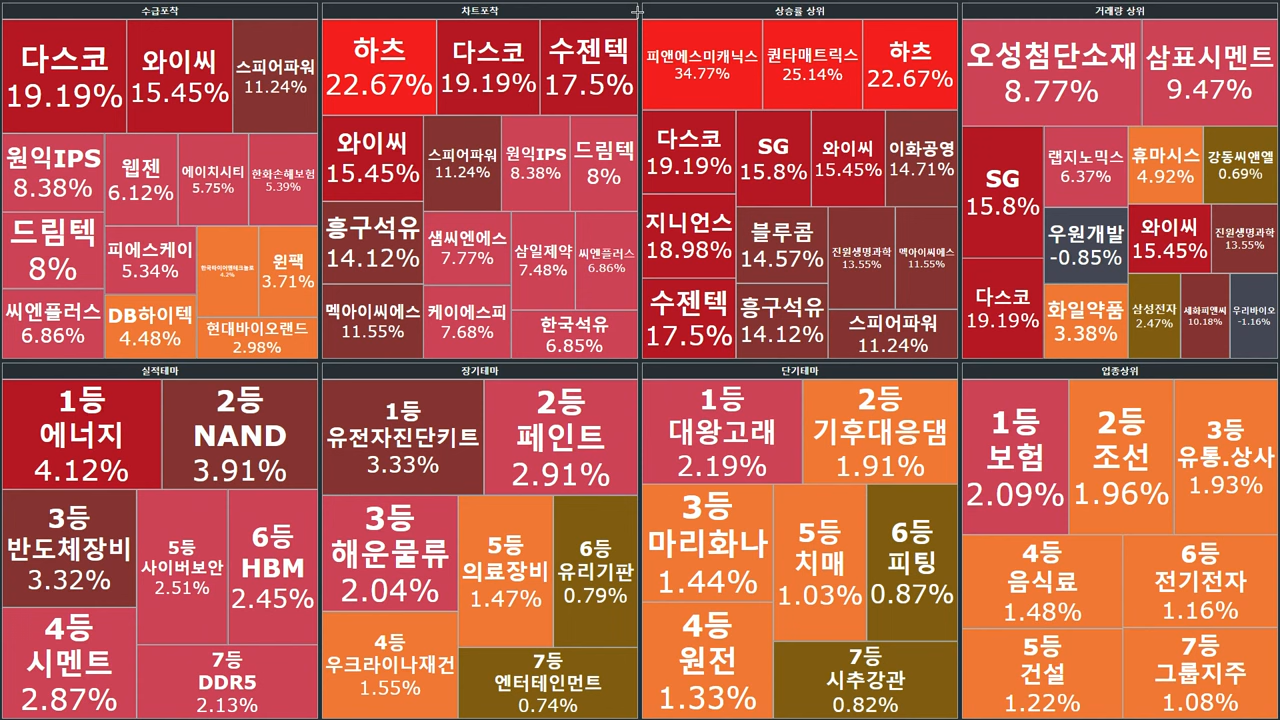 수급포착
다스코
19.19%
와이씨
15.45%
스피어파워
11.24%
원익IPS
8.38%
웹젠
6.12%
에이치시티
5.75%
한화손해보험
5.39%
드림텍
8%
피에스케이
5.34%
한국타이어앤테크놀로
4.2%
윈팩
3.71%
씨앤플러스
6.86%
DB하이텍
4.48%
현대바이오랜드
2.98%
차트포착
하츠
22.67%
다스코
19.19%
수젠텍
17.5%
와이씨
15.45%
스피어파워
11.24%
원익IPS
8.38%
드림텍
8%
흥구석유
14.12%
샘씨엔에스
7.77%
삼일제약
7.48%
씨앤플러스
6.86%
맥아이씨에스
11.55%
케이에스피
7.68%
한국석유
6.85%
상승률 상위
피앤에스미캐닉스
34.77%
퀀타매트릭스
25.14%
하츠
22.67%
다스코
19.19%
SG
15.8%
와이씨
15.45%
이화공영
14.71%
지니언스
18.98%
블루콤
14.57%
진원생명과학
13.55%
맥아이씨에스
11.55%
수젠텍
17.5%
흥구석유
14.12%
스피어파워
11.24%
거래량 상위
오성첨단소재
8.77%
삼표시멘트
9.47%
SG
15.8%
랩지노믹스
6.37%
휴마시스
4.92%
강동씨앤엘
0.69%
우원개발
-0.85%
와이씨
15.45%
진원생명과학
13.55%
다스코
19.19%
화일약품
3.38%
삼성전자
2.47%
세화피앤씨
10.18%
우리바이오
-1.16%
실적테마
1등
에너지
4.12%
2등
NAND
3.91%
3등
반도체장비
3.32%
5등
사이버보안
2.51%
6등
HBM
2.45%
4등
시멘트
2.87%
7등
DDR5
2.13%
장기테마
1등
유전자진단키트
3.33%
2등
페인트
2.91%
3등
해운물류
2.04%
5등
의료장비
1.47%
6등
유리기판
0.79%
4등
우크라이나재건
1.55%
7등
엔터테인먼트
0.74%
단기테마
1등
대왕고래
2.19%
2등
기후대응댐
1.91%
3등
마리화나
1.44%
5등
치매
1.03%
6등
피팅
0.87%
4등
원전
1.33%
7등
시추강관
0.82%
업종상위
1등
보험
2.09%
2등
조선
1.96%
3등
유통.상사
1.93%
4등
음식료
1.48%
6등
전기전자
1.16%
5등
건설
1.22%
7등
그룹지주
1.08%